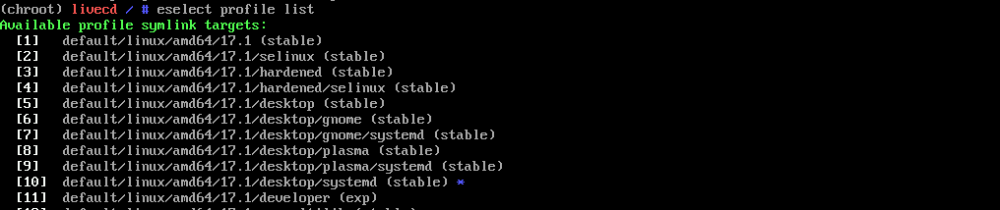 (chroot) livecd / # eselect profile list
Available profile symlink targets:
[1] default/linux/amd64/17.1 (stable)
[2] default/linux/amd64/17.1/selinux (stable)
[3] default/linux/amd64/17.1/hardened (stable)
[4] default/linux/amd64/17.1/hardened/selinux (stable)
[5] default/linux/amd64/17.1/desktop (stable)
[6] default/linux/amd64/17.1/desktop/gnome (stable)
[7] default/linux/amd64/17.1/desktop/gnome/systemd (stable)
[8] default/linux/amd64/17.1/desktop/plasma (stable)
[9] default/linux/amd64/17.1/desktop/plasma/systemd (stable)
[10] default/linux/amd64/17.1/desktop/systemd (stable) *
[11] default/linux/amd64/17.1/developer (exp)